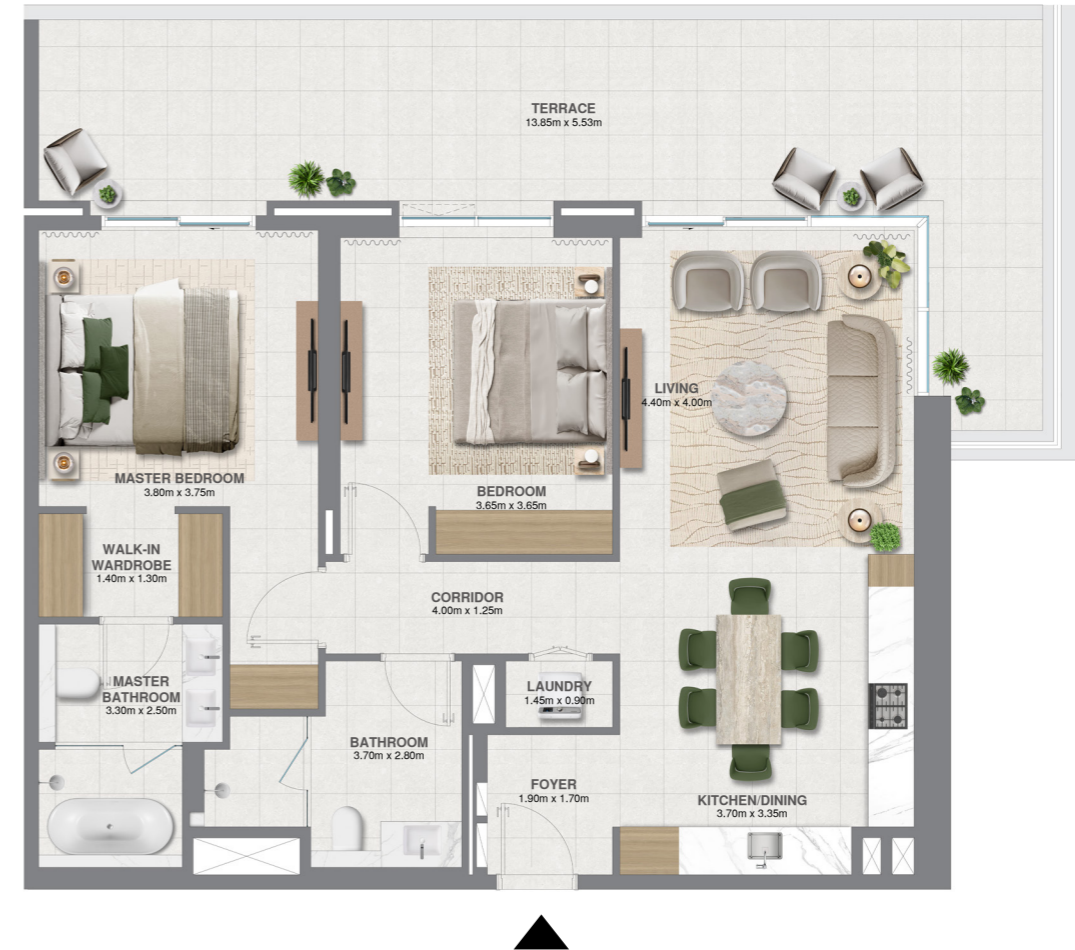 TERRACE
13.85m x 5.53m
LIVING
4.40m x 4.00m
MASTER BEDROOM
3.80m x 3.75m
BEDROOM
3.65m x 3.65m
WALK-IN
WARDROBE
1.40m x 1.30m
CORRIDOR
4.00m x 1.25m
MASTER
BATHROOM
3.30m x 2.50m
LAUNDRY
1.45m x 0.90m
BATHROOM
3.70m x 2.80m
FOYER
1.90m x 1.70m
KITCHEN/DINING
3.70m x 3.35m